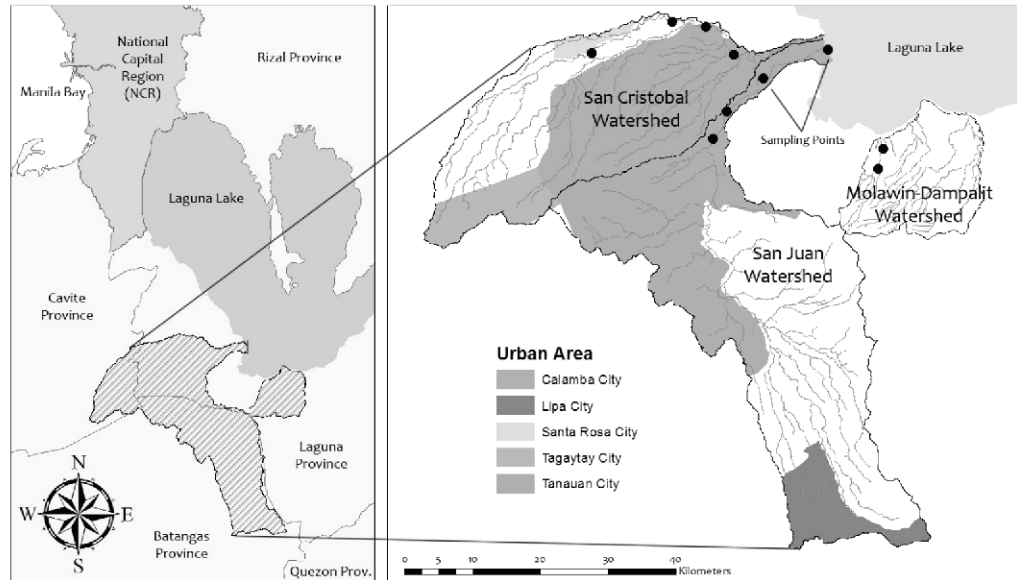 National
Capital
Region
(NCR)
Rizal Province
Manila Bay
Laguna Lake
Cavite
Province
Laguna
Province
Batangas
Province
Quezon Prov.
N
W
E
S
Laguna Lake
San Cristobal
Watershed
Sampling Points
Molawin-Dampalit
Watershed
San Juan
Watershed
Urban Area
Calamba City
Lipa City
Santa Rosa City
Tagaytay City
Tanauan City
0 5 10 20 30 40
Kilometers